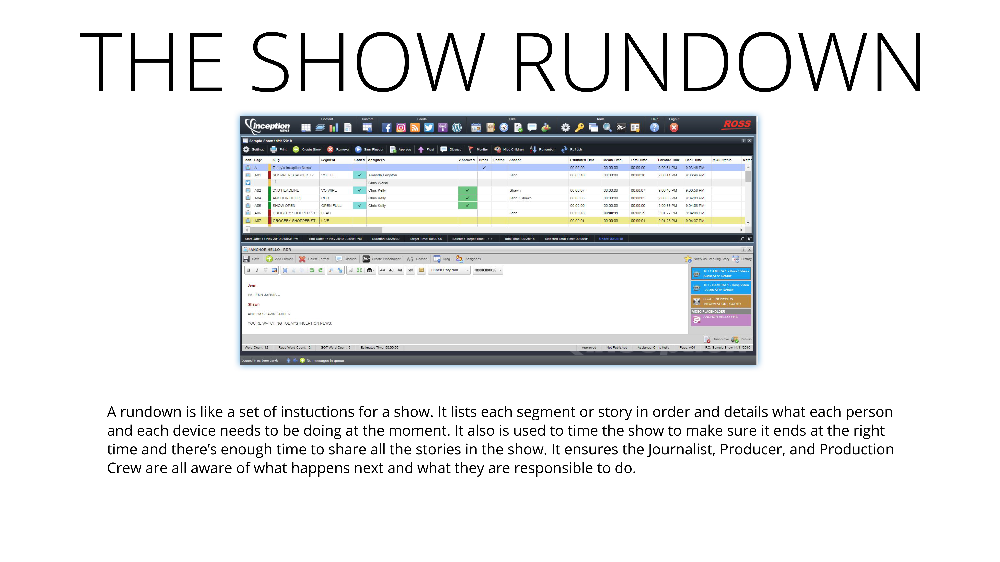 THE SHOW RUNDOWN
inception NEWS
Content Custom Feeds Tasks Tools Help Logout
ROSS
Sample Show 14/11/2019
Settings Print Create Story Remove Start Playout Approve Float Discuss Monitor Hide Children Renumber Refresh
Icon Page Slug Segment Coded Assignees Approved Break Floated Anchor Estimated Time Media Time Total Time Forward Time Back Time MOS Status Notes
A Today's Inception News ✓ 00:00:00 00:00:00 00:00:00 9:00:31 PM 9:03:46 PM
A01 SHOPPER STABBED TZ VO FULL ✓ Amanda Leighton Jenn 00:00:10 00:00:00 00:00:10 9:00:41 PM 9:03:46 PM
Chris Welsh
A02 2ND HEADLINE VO WIPE ✓ Chris Kelly ✓ Shawn 00:00:07 00:00:00 00:00:07 9:00:48 PM 9:03:56 PM
A04 ANCHOR HELLO RDR Chris Kelly ✓ Jenn / Shawn 00:00:05 00:00:00 00:00:05 9:00:53 PM 9:04:03 PM
A05 SHOW OPEN OPEN FULL ✓ Chris Kelly ✓ 00:00:00 00:00:00 00:00:00 9:00:53 PM 9:04:08 PM
A06 GROCERY SHOPPER ST... LEAD Jenn 00:00:18 00:00:11 00:00:29 9:01:22 PM 9:04:08 PM
A07 GROCERY SHOPPER ST... LIVE 00:00:01 00:00:00 00:00:01 9:01:23 PM 9:04:37 PM
Start Date: 14 Nov 2019 9:00:31 PM End Date: 14 Nov 2019 9:29:01 PM Duration: 00:28:30 Target Time: 00:00:00 Selected Target Time: --:--:-- Total Time: 00:25:15 Selected Total Time: 00:00:01 Under: 00:03:15
*ANCHOR HELLO - RDR
Save Add Format Delete Format Discuss Create Placeholder Recase Drag Assignees Notify as Breaking Story History
B I U AA aa Aa SOT Lunch Program PRODUCTION CUE
101 CAMERA 1 - Ross Video -
Audio AFV: Default
101 - CAMERA 1 - Ross Video
- Audio AFV: Default
FSCG List Pic:NEW
INFORMATION | GOREY
VIDEO PLACEHOLDER
ANCHOR HELLO 1113
Jenn
I'M JENN JARVIS --
Shawn
AND I'M SHAWN SNIDER.
YOU'RE WATCHING TODAY'S INCEPTION NEWS.
Unapprove Publish
Word Count: 12 Read Word Count: 12 SOT Word Count: 0 Estimated Time: 00:00:05 Approved Not Published Assignee: Chris Kelly Page: A04 RO: Sample Show 14/11/2019
Logged in as Jenn Jarvis No messages in queue
A rundown is like a set of instuctions for a show. It lists each segment or story in order and details what each person
and each device needs to be doing at the moment. It also is used to time the show to make sure it ends at the right
time and there's enough time to share all the stories in the show. It ensures the Journalist, Producer, and Production
Crew are all aware of what happens next and what they are responsible to do.